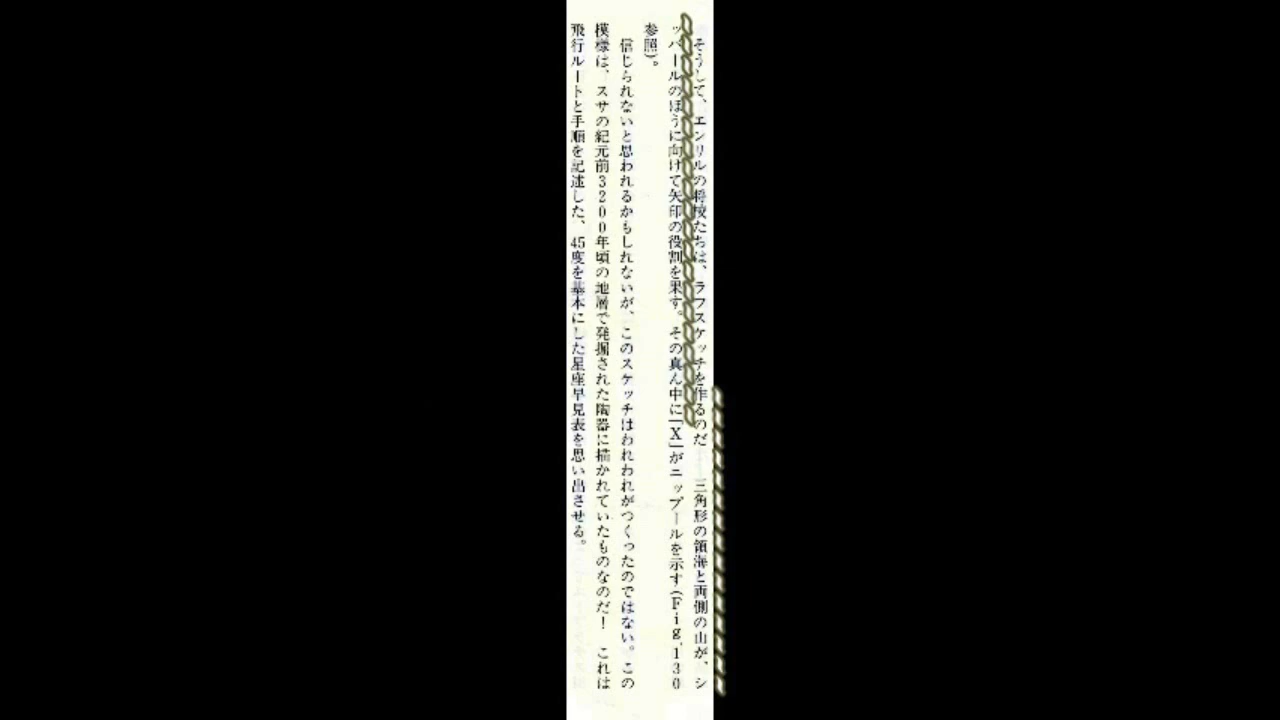 そうして、エンリルの将校たちは、ラフスケッチを作るのだ 三角形の領海と両側の山が、シ
ッパールのほうに向けて矢印の役割を果す。その真ん中に「X」がニップールを示す(Fig.130
参照)。
信じられないと思われるかもしれないが、このスケッチはわれわれがつくったのではない。この
模様は、スサの紀元前3200年頃の地層で発掘された陶器に描かれていたものなのだ! これは
飛行ルートと手順を記述した、45度を基本にした星座早見表を思い出させる。